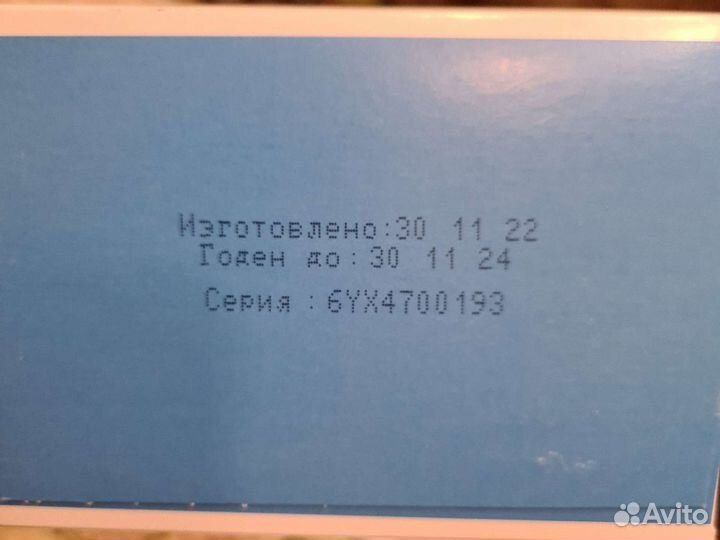 Изготовлено:30 11 22
Годен до: 30 11 24
Серия : 6YX4700193
Avito